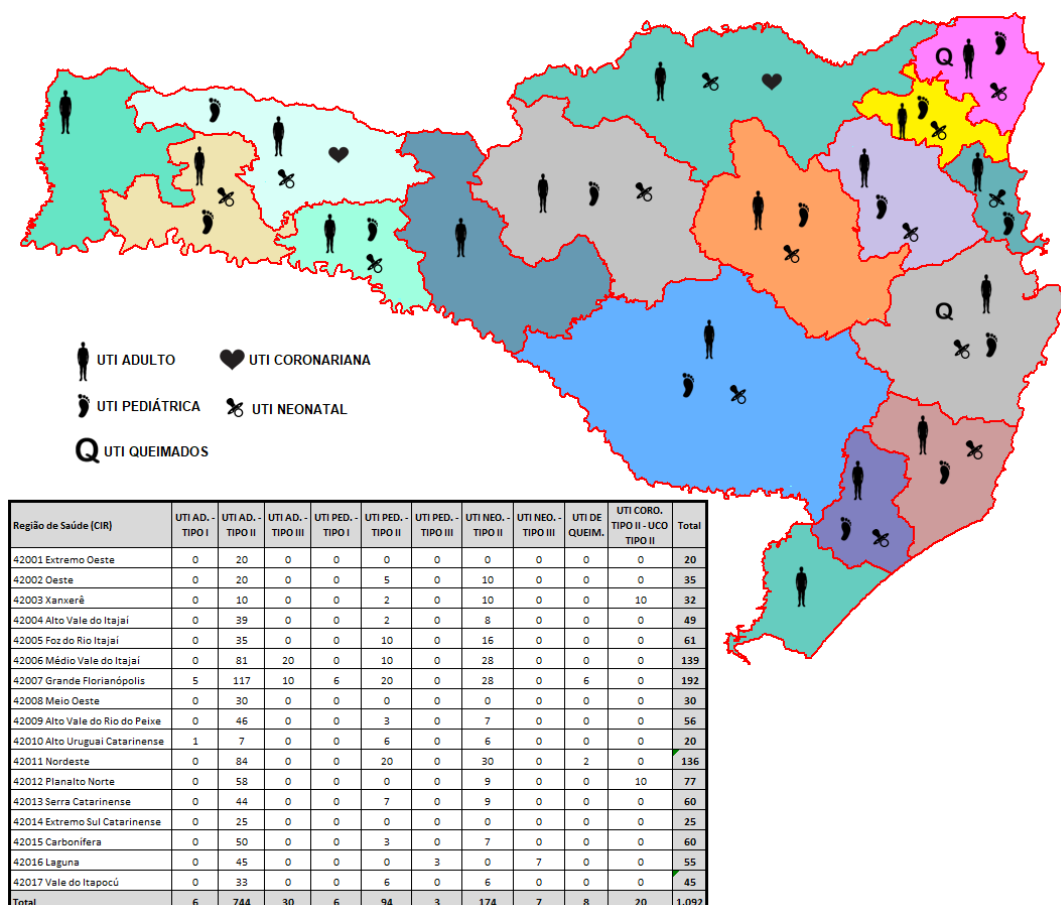 Q
Q
UTI ADULTO UTI CORONARIANA
UTI PEDIÁTRICA UTI NEONATAL
Q UTI QUEIMADOS
Região de Saúde (CIR) UTI AD. - TIPO I UTI AD. - TIPO II UTI AD. - TIPO III UTI PED. - TIPO I UTI PED. - TIPO II UTI PED. - TIPO III UTI NEO. - TIPO II UTI NEO. - TIPO III UTI DE QUEIM. UTI CORO. TIPO II - UCO TIPO II Total
42001 Extremo Oeste 0 20 0 0 0 0 0 0 0 0 20
42002 Oeste 0 20 0 0 5 0 10 0 0 0 35
42003 Xanxerê 0 10 0 0 2 0 10 0 0 10 32
42004 Alto Vale do Itajaí 0 39 0 0 2 0 8 0 0 0 49
42005 Foz do Rio Itajaí 0 35 0 0 10 0 16 0 0 0 61
42006 Médio Vale do Itajaí 0 81 20 0 10 0 28 0 0 0 139
42007 Grande Florianópolis 5 117 10 6 20 0 28 0 6 0 192
42008 Meio Oeste 0 30 0 0 0 0 0 0 0 0 30
42009 Alto Vale do Rio do Peixe 0 46 0 0 3 0 7 0 0 0 56
42010 Alto Uruguai Catarinense 1 7 0 0 6 0 6 0 0 0 20
42011 Nordeste 0 84 0 0 20 0 30 0 2 0 136
42012 Planalto Norte 0 58 0 0 0 0 9 0 0 10 77
42013 Serra Catarinense 0 44 0 0 7 0 9 0 0 0 60
42014 Extremo Sul Catarinense 0 25 0 0 0 0 0 0 0 0 25
42015 Carbonífera 0 50 0 0 3 0 7 0 0 0 60
42016 Laguna 0 45 0 0 0 3 0 7 0 0 55
42017 Vale do Itapocú 0 33 0 0 6 0 6 0 0 0 45
Total 6 744 30 6 94 3 174 7 8 20 1.092